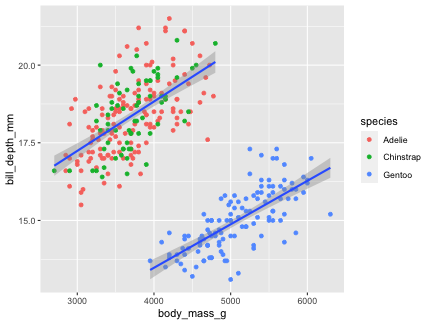 20.0
17.5
15.0
bill_depth_mm
3000 4000 5000 6000
body_mass_g
species
Adelie
Chinstrap
Gentoo